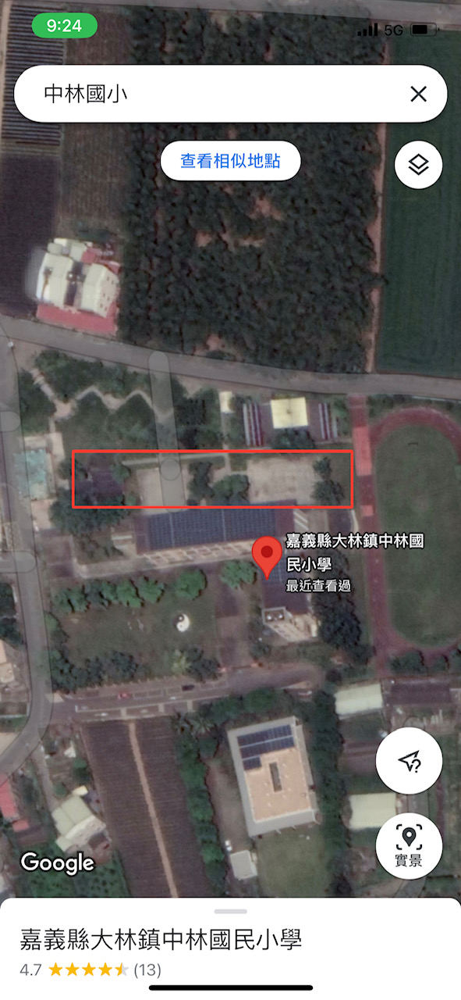 9:24
5G
中林國小
查看相似地點
嘉義縣大林鎮中林國
民小學
最近查看過
實景
Google
嘉義縣大林鎮中林國民小學
4.7 (13)